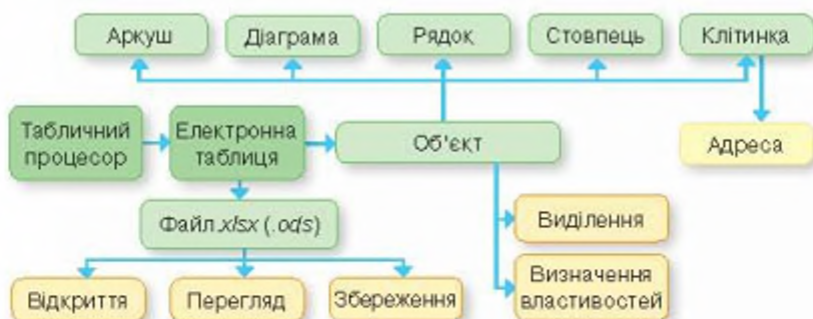 Аркуш
Діаграма
Рядок
Стовпець
Клітинка
Табличний
процесор
Електронна
таблиця
Об'єкт
Адреса
Файл .xlsx (.ods)
Виділення
Відкриття
Перегляд
Збереження
Визначення
властивостей